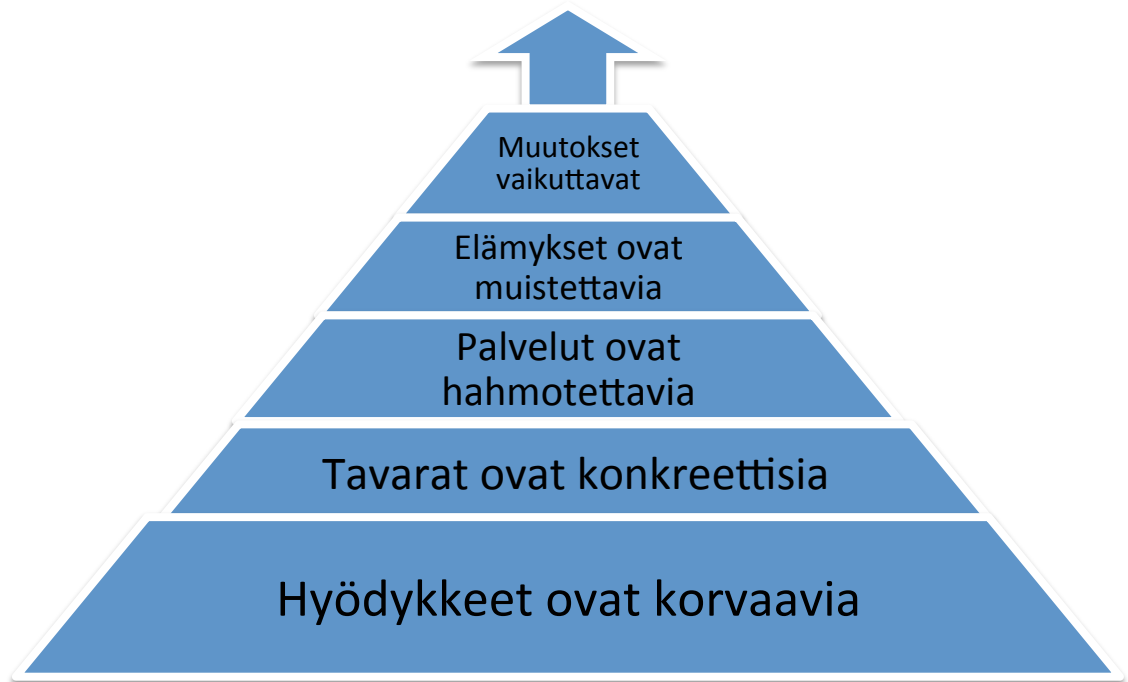 Muutokset
vaikuttavat
Elämykset ovat
muistettavia
Palvelut ovat
hahmotettavia
Tavarat ovat konkreettisia
Hyödykkeet ovat korvaavia